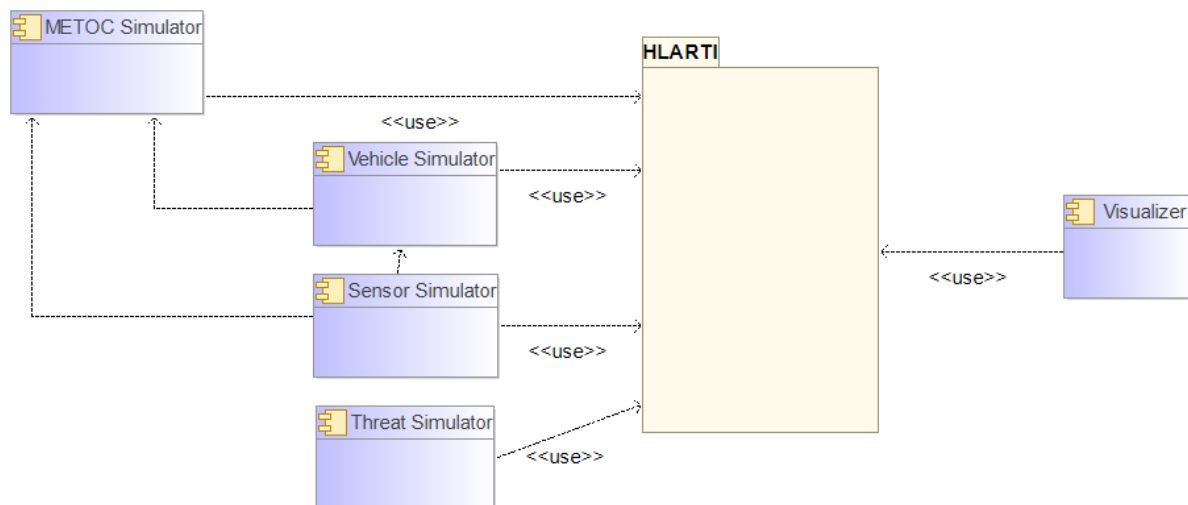 METOC Simulator
HLARTI
<<use>>
Vehicle Simulator
<<use>>
Visualizer
<<use>>
Sensor Simulator
<<use>>
Threat Simulator
<<use>>